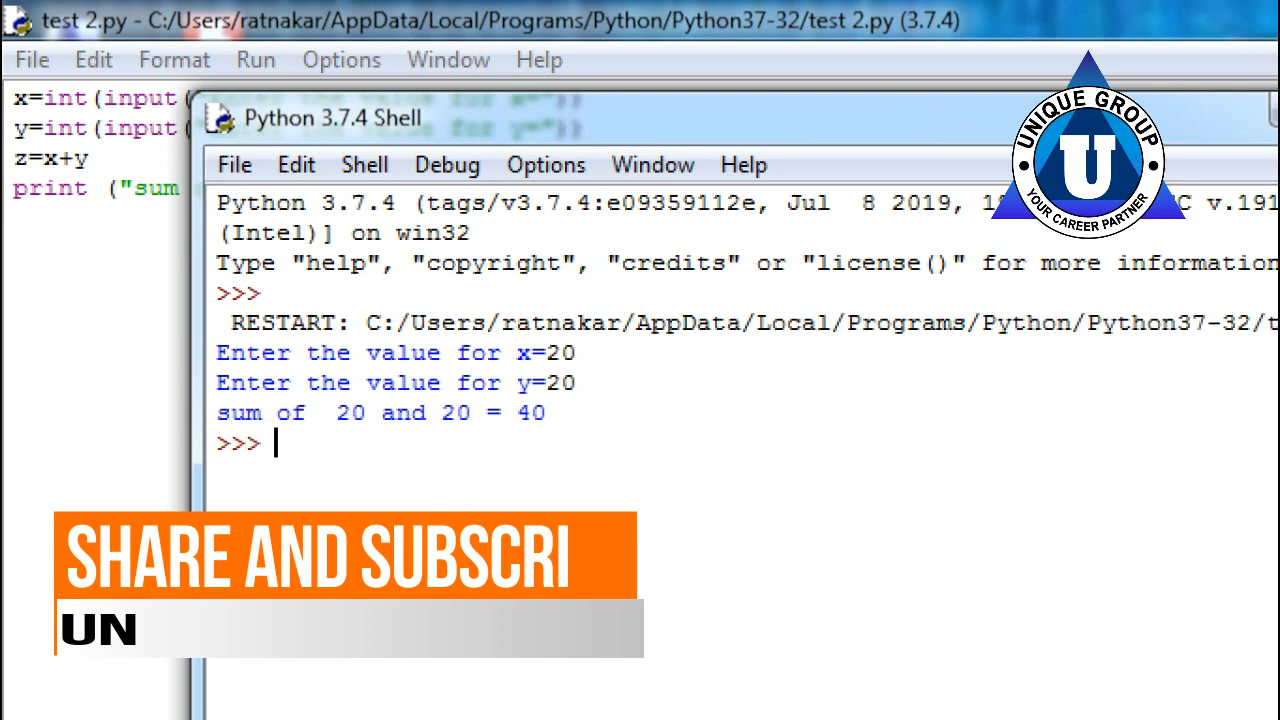 test 2.py - C:/Users/ratnakar/AppData/Local/Programs/Python/Python37-32/test 2.py (3.7.4)
File Edit Format Run Options Window Help
x=int(input(
y=int(input(
z=x+y
print ("sum
Python 3.7.4 Shell
File Edit Shell Debug Options Window Help
Python 3.7.4 (tags/v3.7.4:e09359112e, Jul 8 2019, C v.191
(Intel)] on win32
Type "help", "copyright", "credits" or "license()" for more information
>>>
RESTART: C:/Users/ratnakar/AppData/Local/Programs/Python/Python37-32/t
Enter the value for x=20
Enter the value for y=20
sum of 20 and 20 = 40
>>>
UNIQUE GROUP
U
YOUR CAREER PARTNER
SHARE AND SUBSCRI
UN